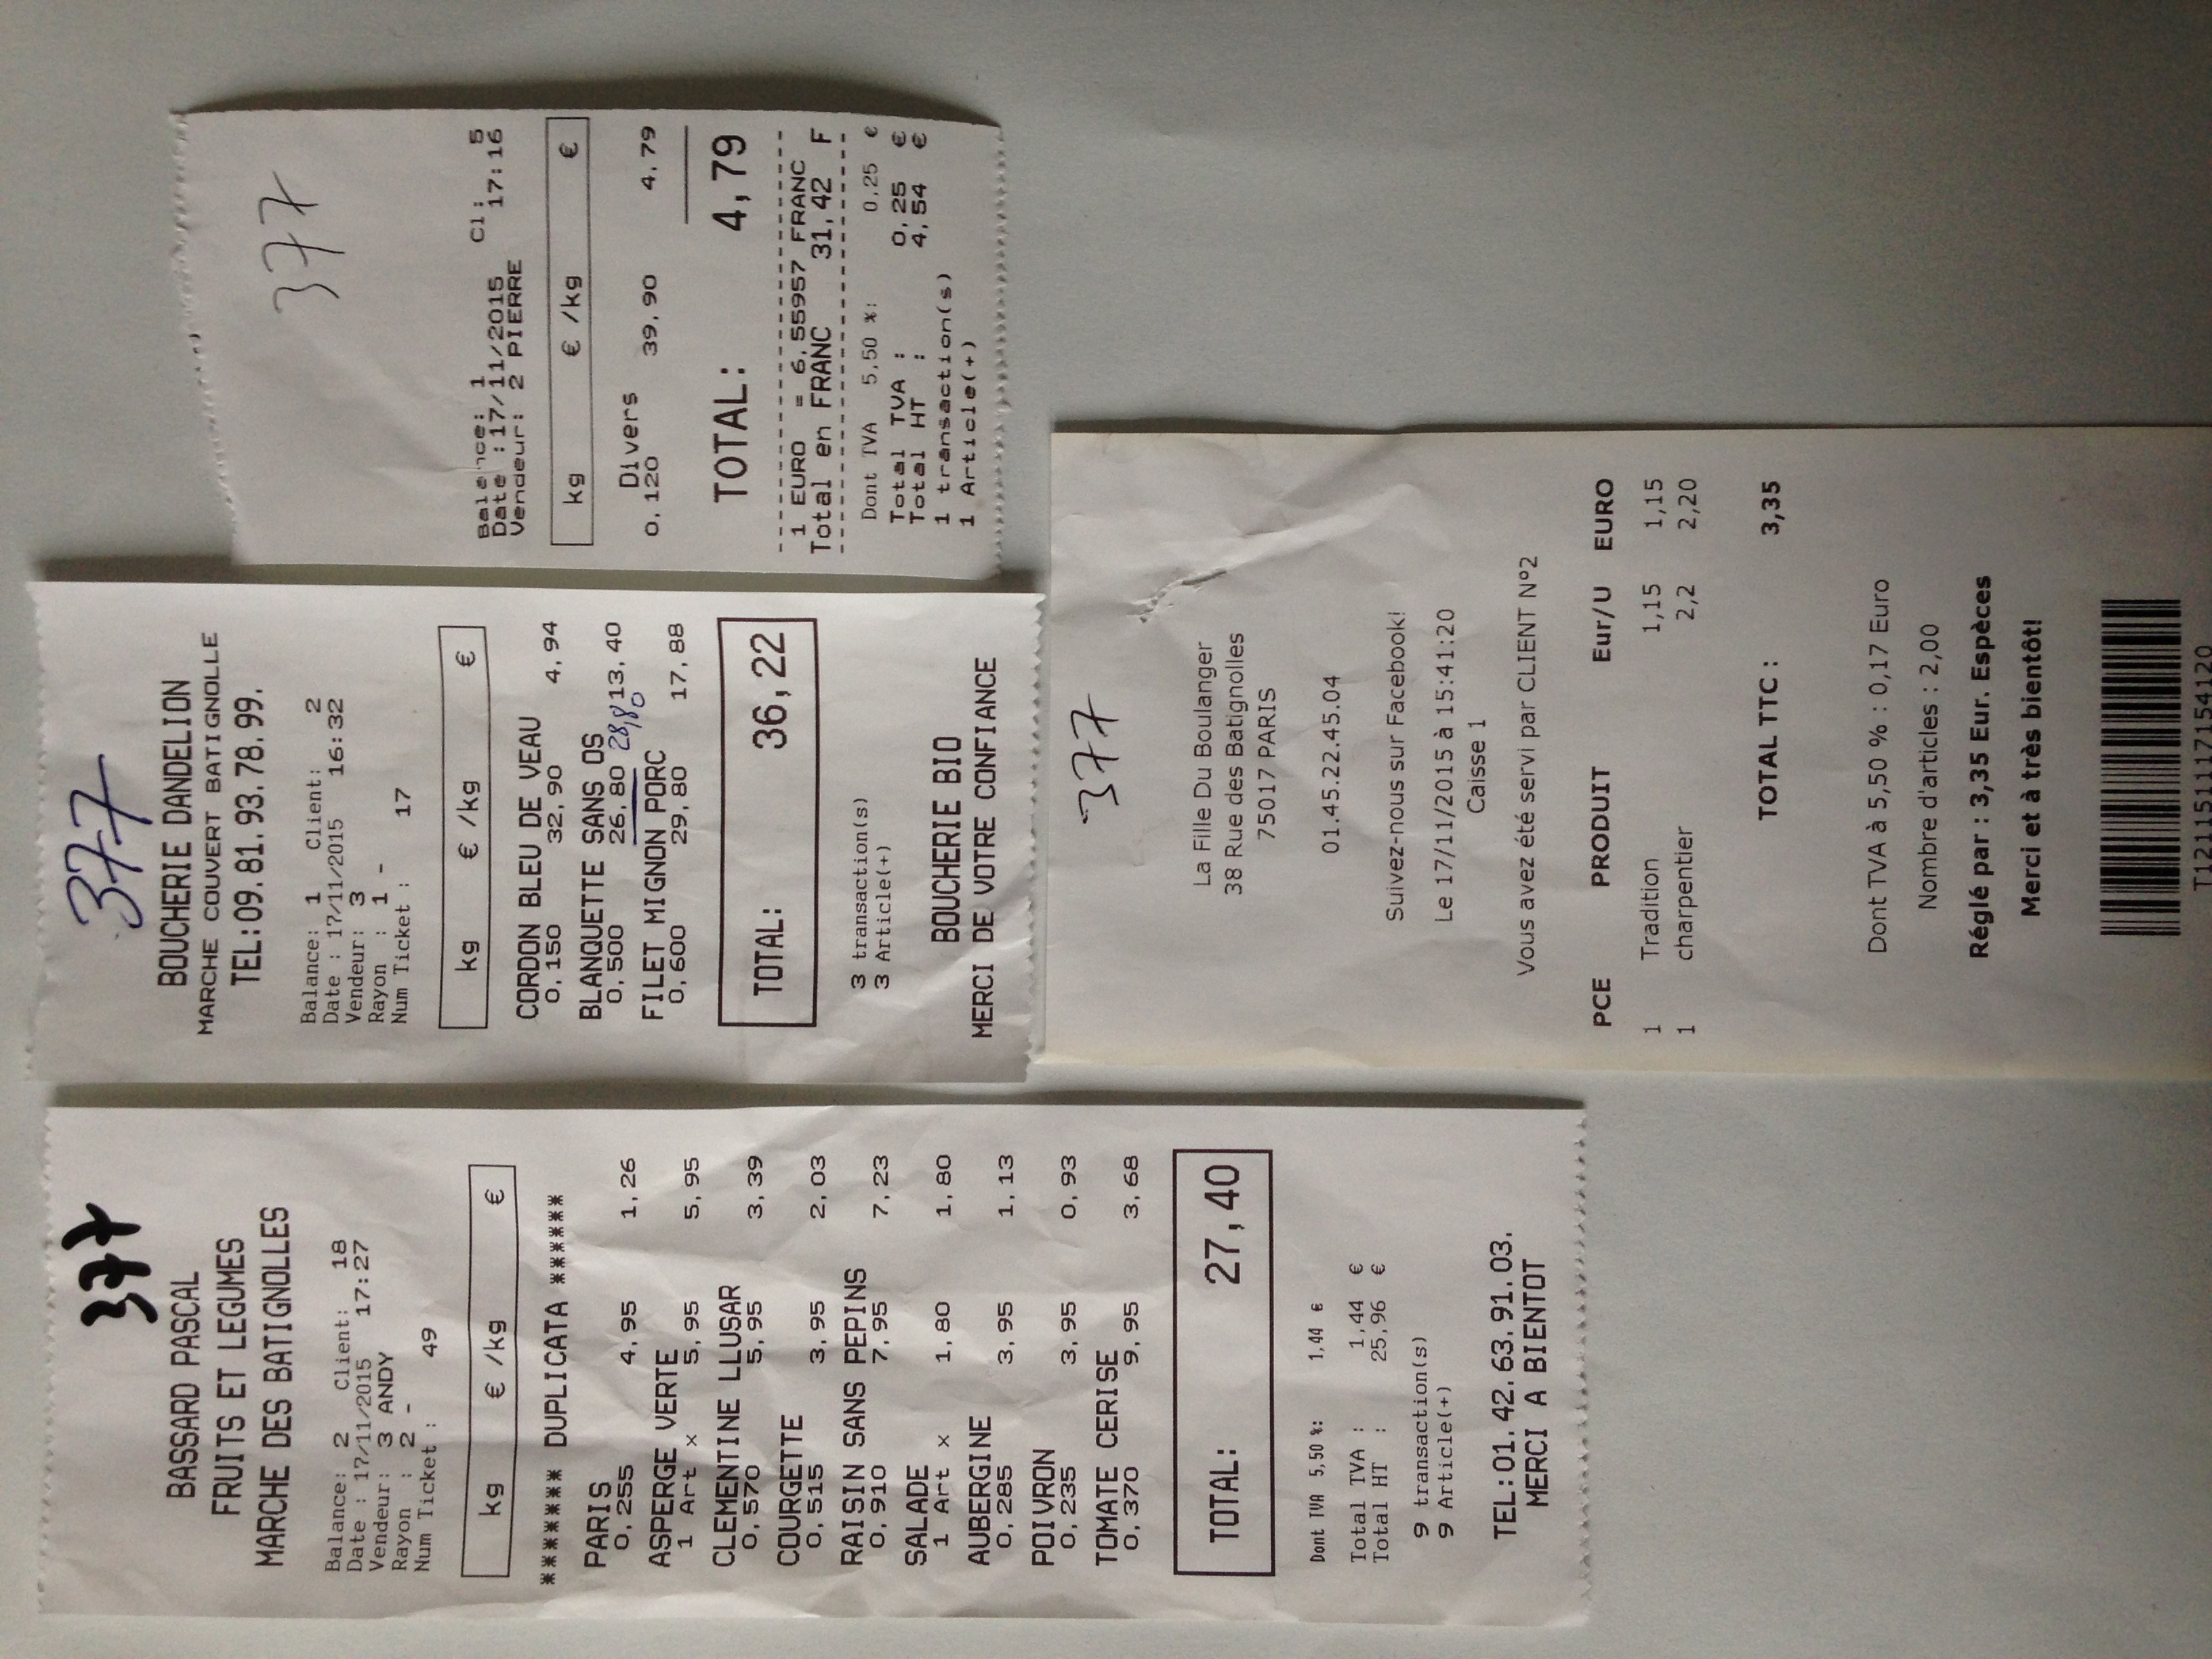 377
BASSARD PASCAL
FRUITS ET LEGUMES
MARCHE DES BATIGNOLLES
Balance: 2 Client: 18
Date : 17/11/2015 17:27
Vendeur: 3 ANDY
Rayon : 2 -
Num Ticket : 49
kg € /kg €
******* DUPLICATA ******
PARIS
0,255 4,95 1,26
ASPERGE VERTE
1 Art x 5,95 5,95
CLEMENTINE LLUSAR
0,570 5,95 3,39
COURGETTE
0,515 3,95 2,03
RAISIN SANS PEPINS
0,910 7,95 7,23
SALADE
1 Art x 1,80 1,80
AUBERGINE
0,285 3,95 1,13
POIVRON
0,235 3,95 0,93
TOMATE CERISE
0,370 9,95 3,68
TOTAL: 27,40
Dont TVA 5,50 %: 1,44 €
Total TVA : 1,44 €
Total HT : 25,96 €
9 transaction(s)
9 Article(+)
TEL:01.42.63.91.03.
MERCI A BIENTOT
377
BOUCHERIE DANDELION
MARCHE COUVERT BATIGNOLLE
TEL:09.81.93.78.99.
Balance: 1 Client: 2
Date : 17/11/2015 16:32
Vendeur: 3
Rayon : 1 -
Num Ticket : 17
kg € /kg €
CORDON BLEU DE VEAU
0,150 32,90 4,94
BLANQUETTE SANS OS
0,500 26,80 28,80 13,40
FILET MIGNON PORC
0,600 29,80 17,88
TOTAL: 36,22
3 transaction(s)
3 Article(+)
BOUCHERIE BIO
MERCI DE VOTRE CONFIANCE
377
Balance: 1 Cl: 5
Date :17/11/2015 17:16
Vendeur: 2 PIERRE
kg € /kg €
Divers
0,120 39,90 4,79
TOTAL: 4,79
1 EURO = 6,55957 FRANC
Total en FRANC 31,42 F
Dont TVA 5,50 %: 0,25 €
Total TVA : 0,25 €
Total HT : 4,54 €
1 transaction(s)
1 Article(+)
377
La Fille Du Boulanger
38 Rue des Batignolles
75017 PARIS
01.45.22.45.04
Suivez-nous sur Facebook!
Le 17/11/2015 à 15:41:20
Caisse 1
Vous avez été servi par CLIENT N°2
PCE PRODUIT Eur/U EURO
1 Tradition 1,15 1,15
1 charpentier 2,2 2,20
TOTAL TTC : 3,35
Dont TVA à 5,50 % : 0,17 Euro
Nombre d'articles : 2,00
Réglé par : 3,35 Eur. Espèces
Merci et à très bientôt!
T121151117154120